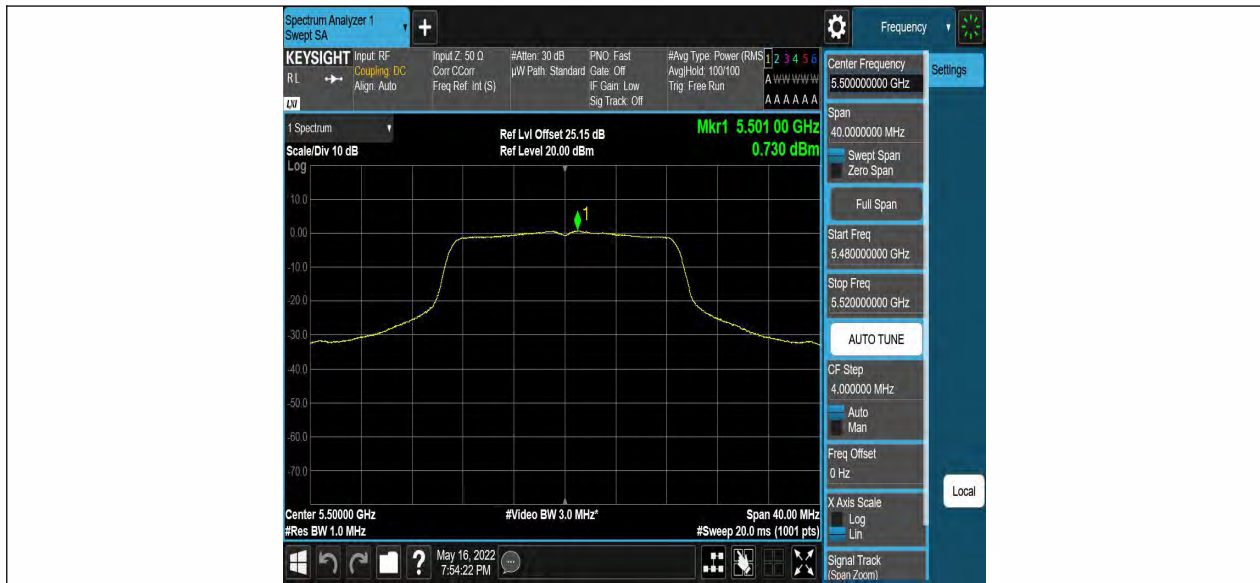 Spectrum Analyzer 1
Swept SA
+
Frequency
KEYSIGHT
RL
LXI
Input: RF
Coupling: DC
Align: Auto
Input Z: 50 Ω
Corr CCorr
Freq Ref: Int (S)
#Atten: 30 dB
µW Path: Standard
PNO: Fast
Gate: Off
IF Gain: Low
Sig Track: Off
#Avg Type: Power (RMS
Avg|Hold: 100/100
Trig: Free Run
1 2 3 4 5 6
A W W W W W
A A A A A A
1 Spectrum
Scale/Div 10 dB
Log
Ref Lvl Offset 25.15 dB
Ref Level 20.00 dBm
Mkr1 5.501 00 GHz
0.730 dBm
1
10.0
0.00
-10.0
-20.0
-30.0
-40.0
-50.0
-60.0
-70.0
Center 5.50000 GHz
#Res BW 1.0 MHz
#Video BW 3.0 MHz*
Span 40.00 MHz
#Sweep 20.0 ms (1001 pts)
?
May 16, 2022
7:54:22 PM
Center Frequency
5.500000000 GHz
Settings
Span
40.0000000 MHz
Swept Span
Zero Span
Full Span
Start Freq
5.480000000 GHz
Stop Freq
5.520000000 GHz
AUTO TUNE
CF Step
4.000000 MHz
Auto
Man
Freq Offset
0 Hz
X Axis Scale
Log
Lin
Local
Signal Track
(Span Zoom)